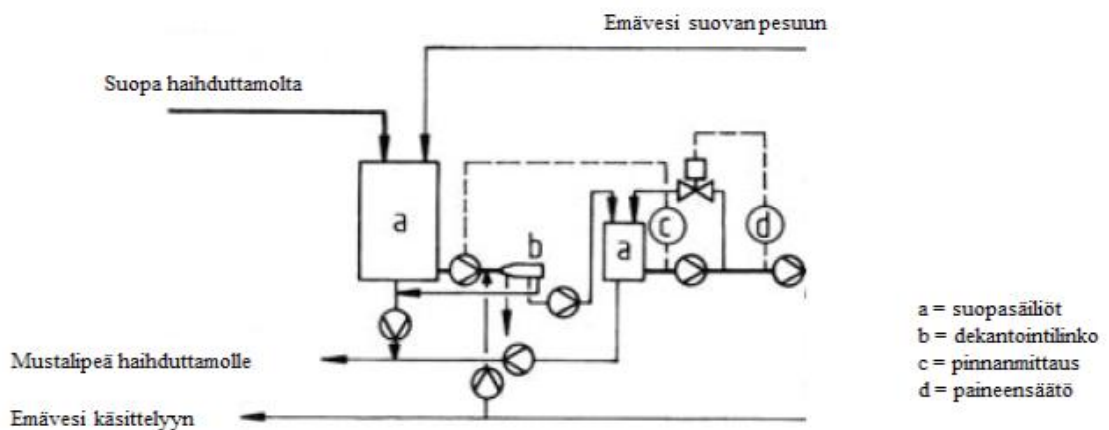 Emävesi suovan pesuun
Suopa haihduttamolta
a
b
a
c
d
a = suopasäiliöt
b = dekantointilinko
c = pinnanmittaus
d = paineensäätö
Mustalipeä haihduttamolle
Emävesi käsittelyyn